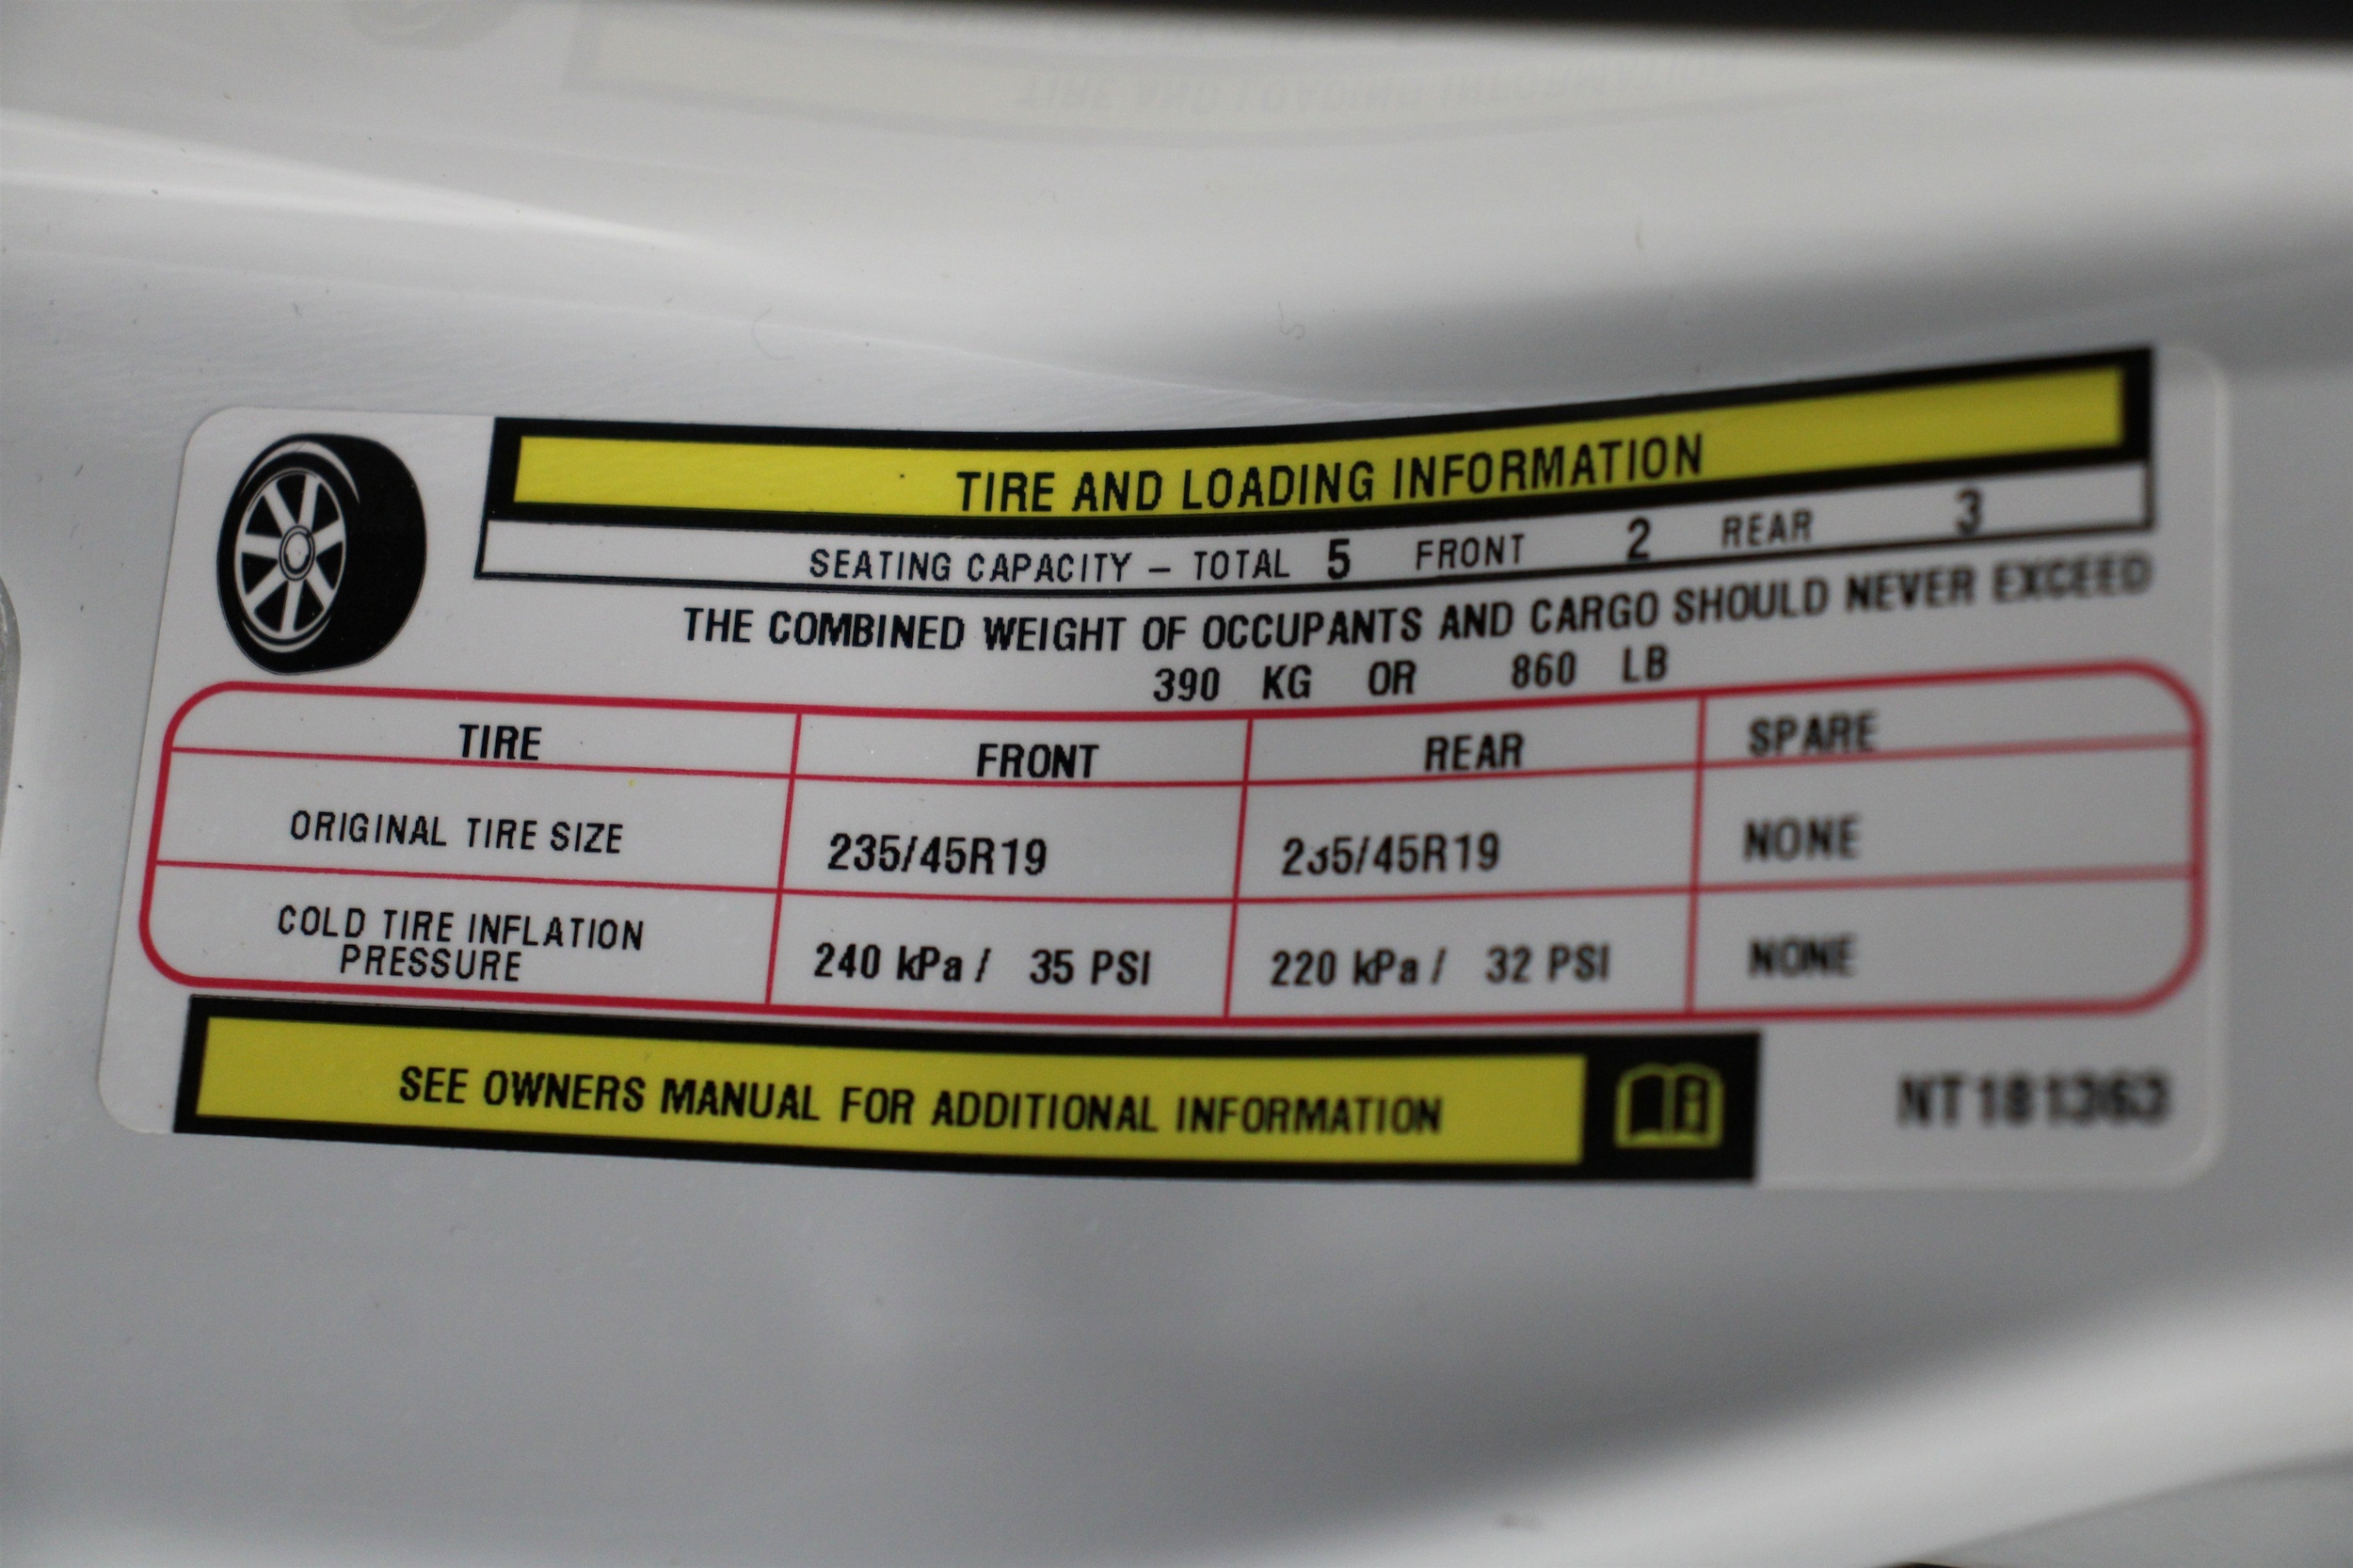 TIRE AND LOADING INFORMATION
SEATING CAPACITY – TOTAL 5 FRONT 2 REAR 3
THE COMBINED WEIGHT OF OCCUPANTS AND CARGO SHOULD NEVER EXCEED
390 KG OR 860 LB
TIRE FRONT REAR SPARE
ORIGINAL TIRE SIZE 235/45R19 235/45R19 NONE
COLD TIRE INFLATION
PRESSURE 240 kPa / 35 PSI 220 kPa / 32 PSI NONE
SEE OWNERS MANUAL FOR ADDITIONAL INFORMATION
NT181363